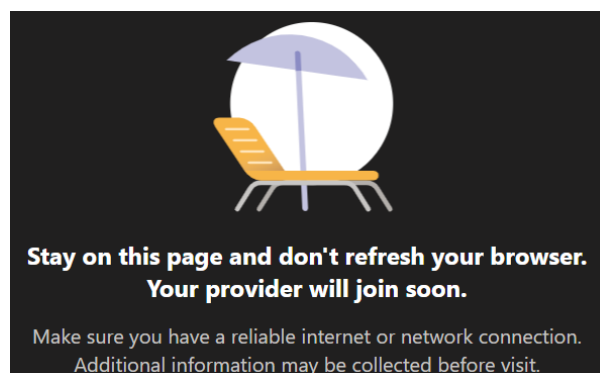 Stay on this page and don't refresh your browser.
Your provider will join soon.
Make sure you have a reliable internet or network connection.
Additional information may be collected before visit.